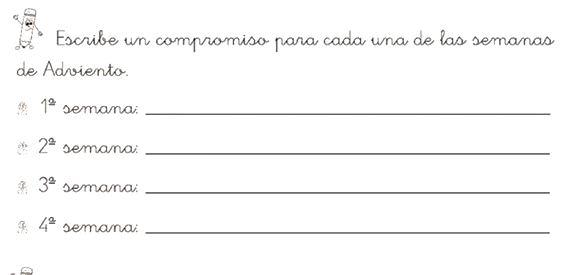 Escribe un compromiso para cada una de las semanas
de Adviento.
1ª semana:
2ª semana:
3ª semana:
4ª semana: